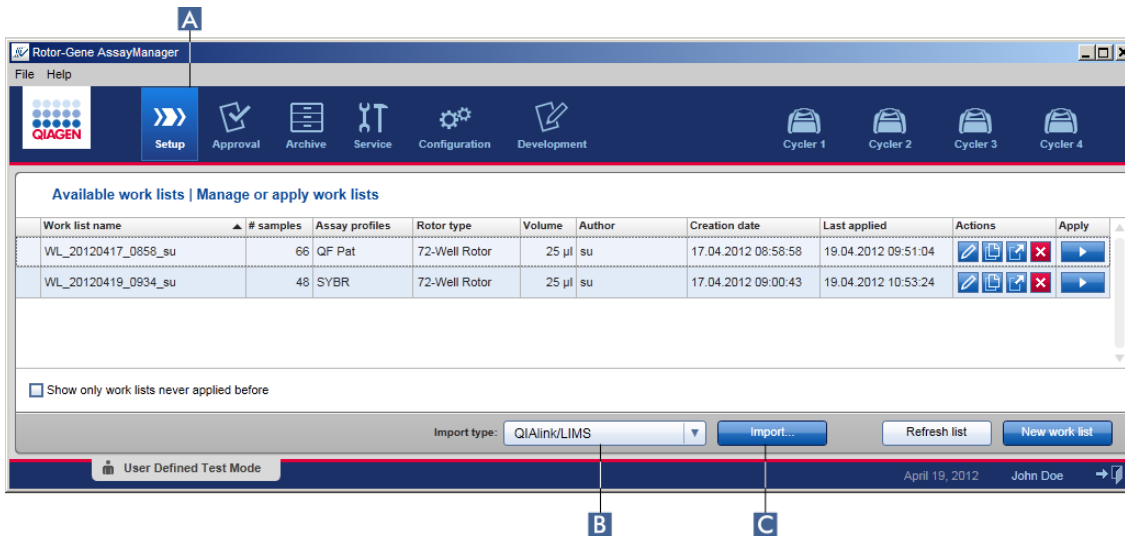 A
Rotor-Gene AssayManager
File Help
QIAGEN
Setup Approval Archive Service Configuration Development Cycler 1 Cycler 2 Cycler 3 Cycler 4
Available work lists | Manage or apply work lists
Work list name # samples Assay profiles Rotor type Volume Author Creation date Last applied Actions Apply
WL_20120417_0858_su 66 QF Pat 72-Well Rotor 25 µl su 17.04.2012 08:58:58 19.04.2012 09:51:04
WL_20120419_0934_su 48 SYBR 72-Well Rotor 25 µl su 17.04.2012 09:00:43 19.04.2012 10:53:24
Show only work lists never applied before
Import type: QIAlink/LIMS Import... Refresh list New work list
User Defined Test Mode
April 19, 2012 John Doe
B C